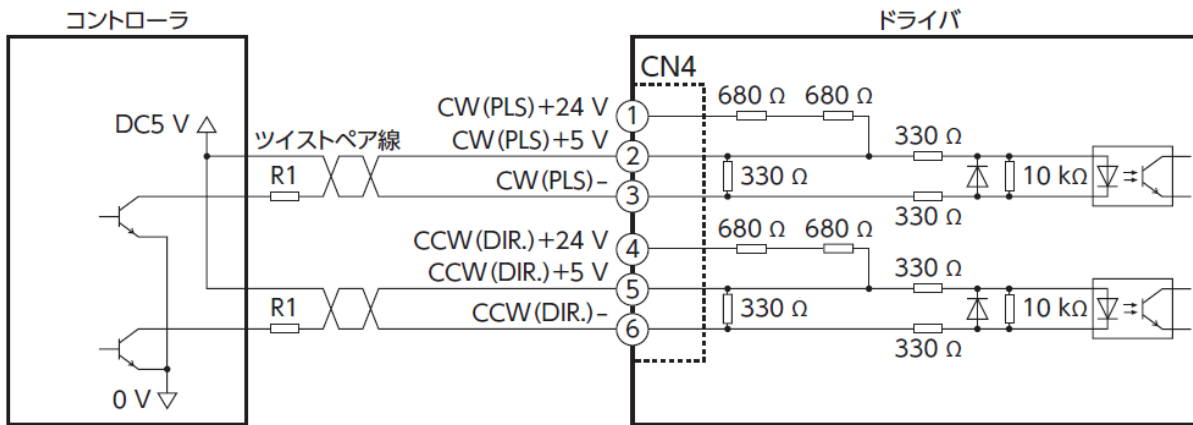 コントローラ
ドライバ
CN4
CW(PLS)+24 V
1
680 Ω 680 Ω
DC5 V
ツイストペア線
CW(PLS)+5 V
2
330 Ω
R1
CW(PLS)-
3
330 Ω
10 kΩ
330 Ω
CCW(DIR.)+24 V
4
680 Ω 680 Ω
CCW(DIR.)+5 V
5
330 Ω
R1
CCW(DIR.)-
6
330 Ω
10 kΩ
330 Ω
0 V